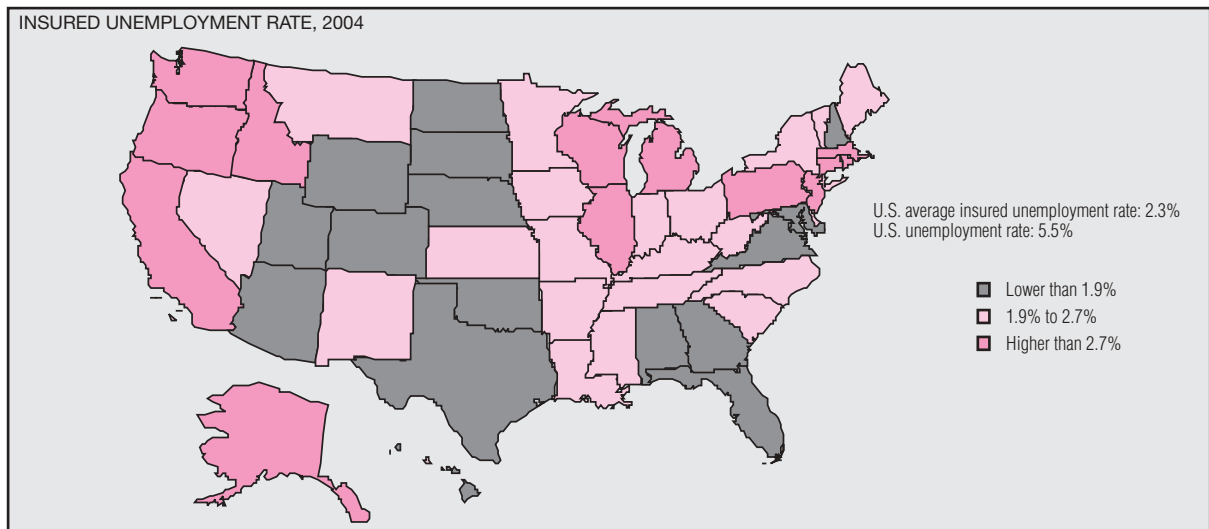 INSURED UNEMPLOYMENT RATE, 2004
U.S. average insured unemployment rate: 2.3%
U.S. unemployment rate: 5.5%
Lower than 1.9%
1.9% to 2.7%
Higher than 2.7%